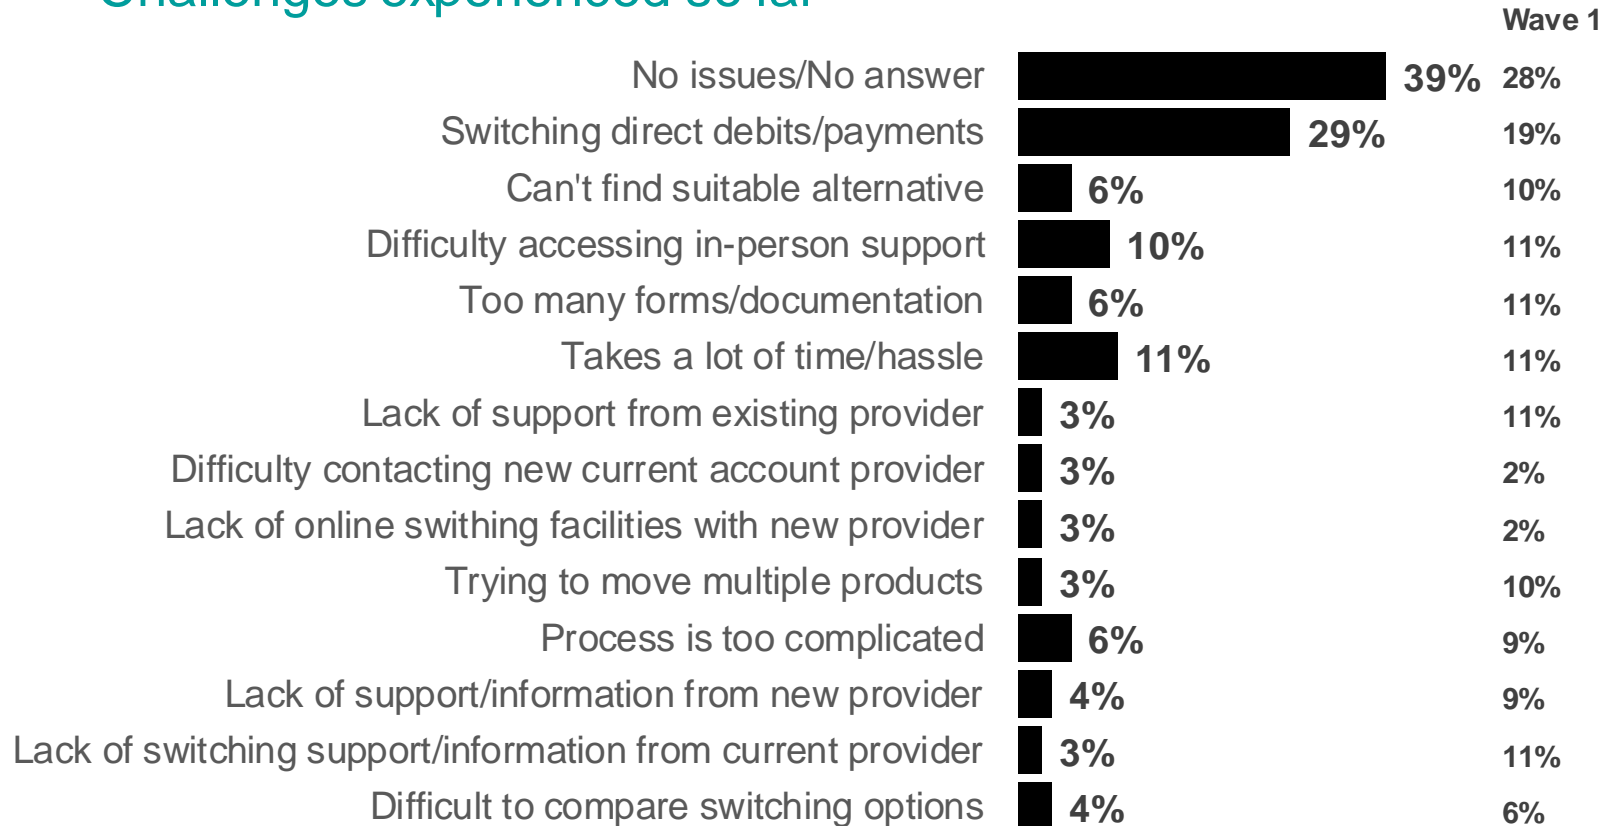 Challenges experienced so far
Wave 1
No issues/No answer 39% 28%
Switching direct debits/payments 29% 19%
Can't find suitable alternative 6% 10%
Difficulty accessing in-person support 10% 11%
Too many forms/documentation 6% 11%
Takes a lot of time/hassle 11% 11%
Lack of support from existing provider 3% 11%
Difficulty contacting new current account provider 3% 2%
Lack of online swithing facilities with new provider 3% 2%
Trying to move multiple products 3% 10%
Process is too complicated 6% 9%
Lack of support/information from new provider 4% 9%
Lack of switching support/information from current provider 3% 11%
Difficult to compare switching options 4% 6%